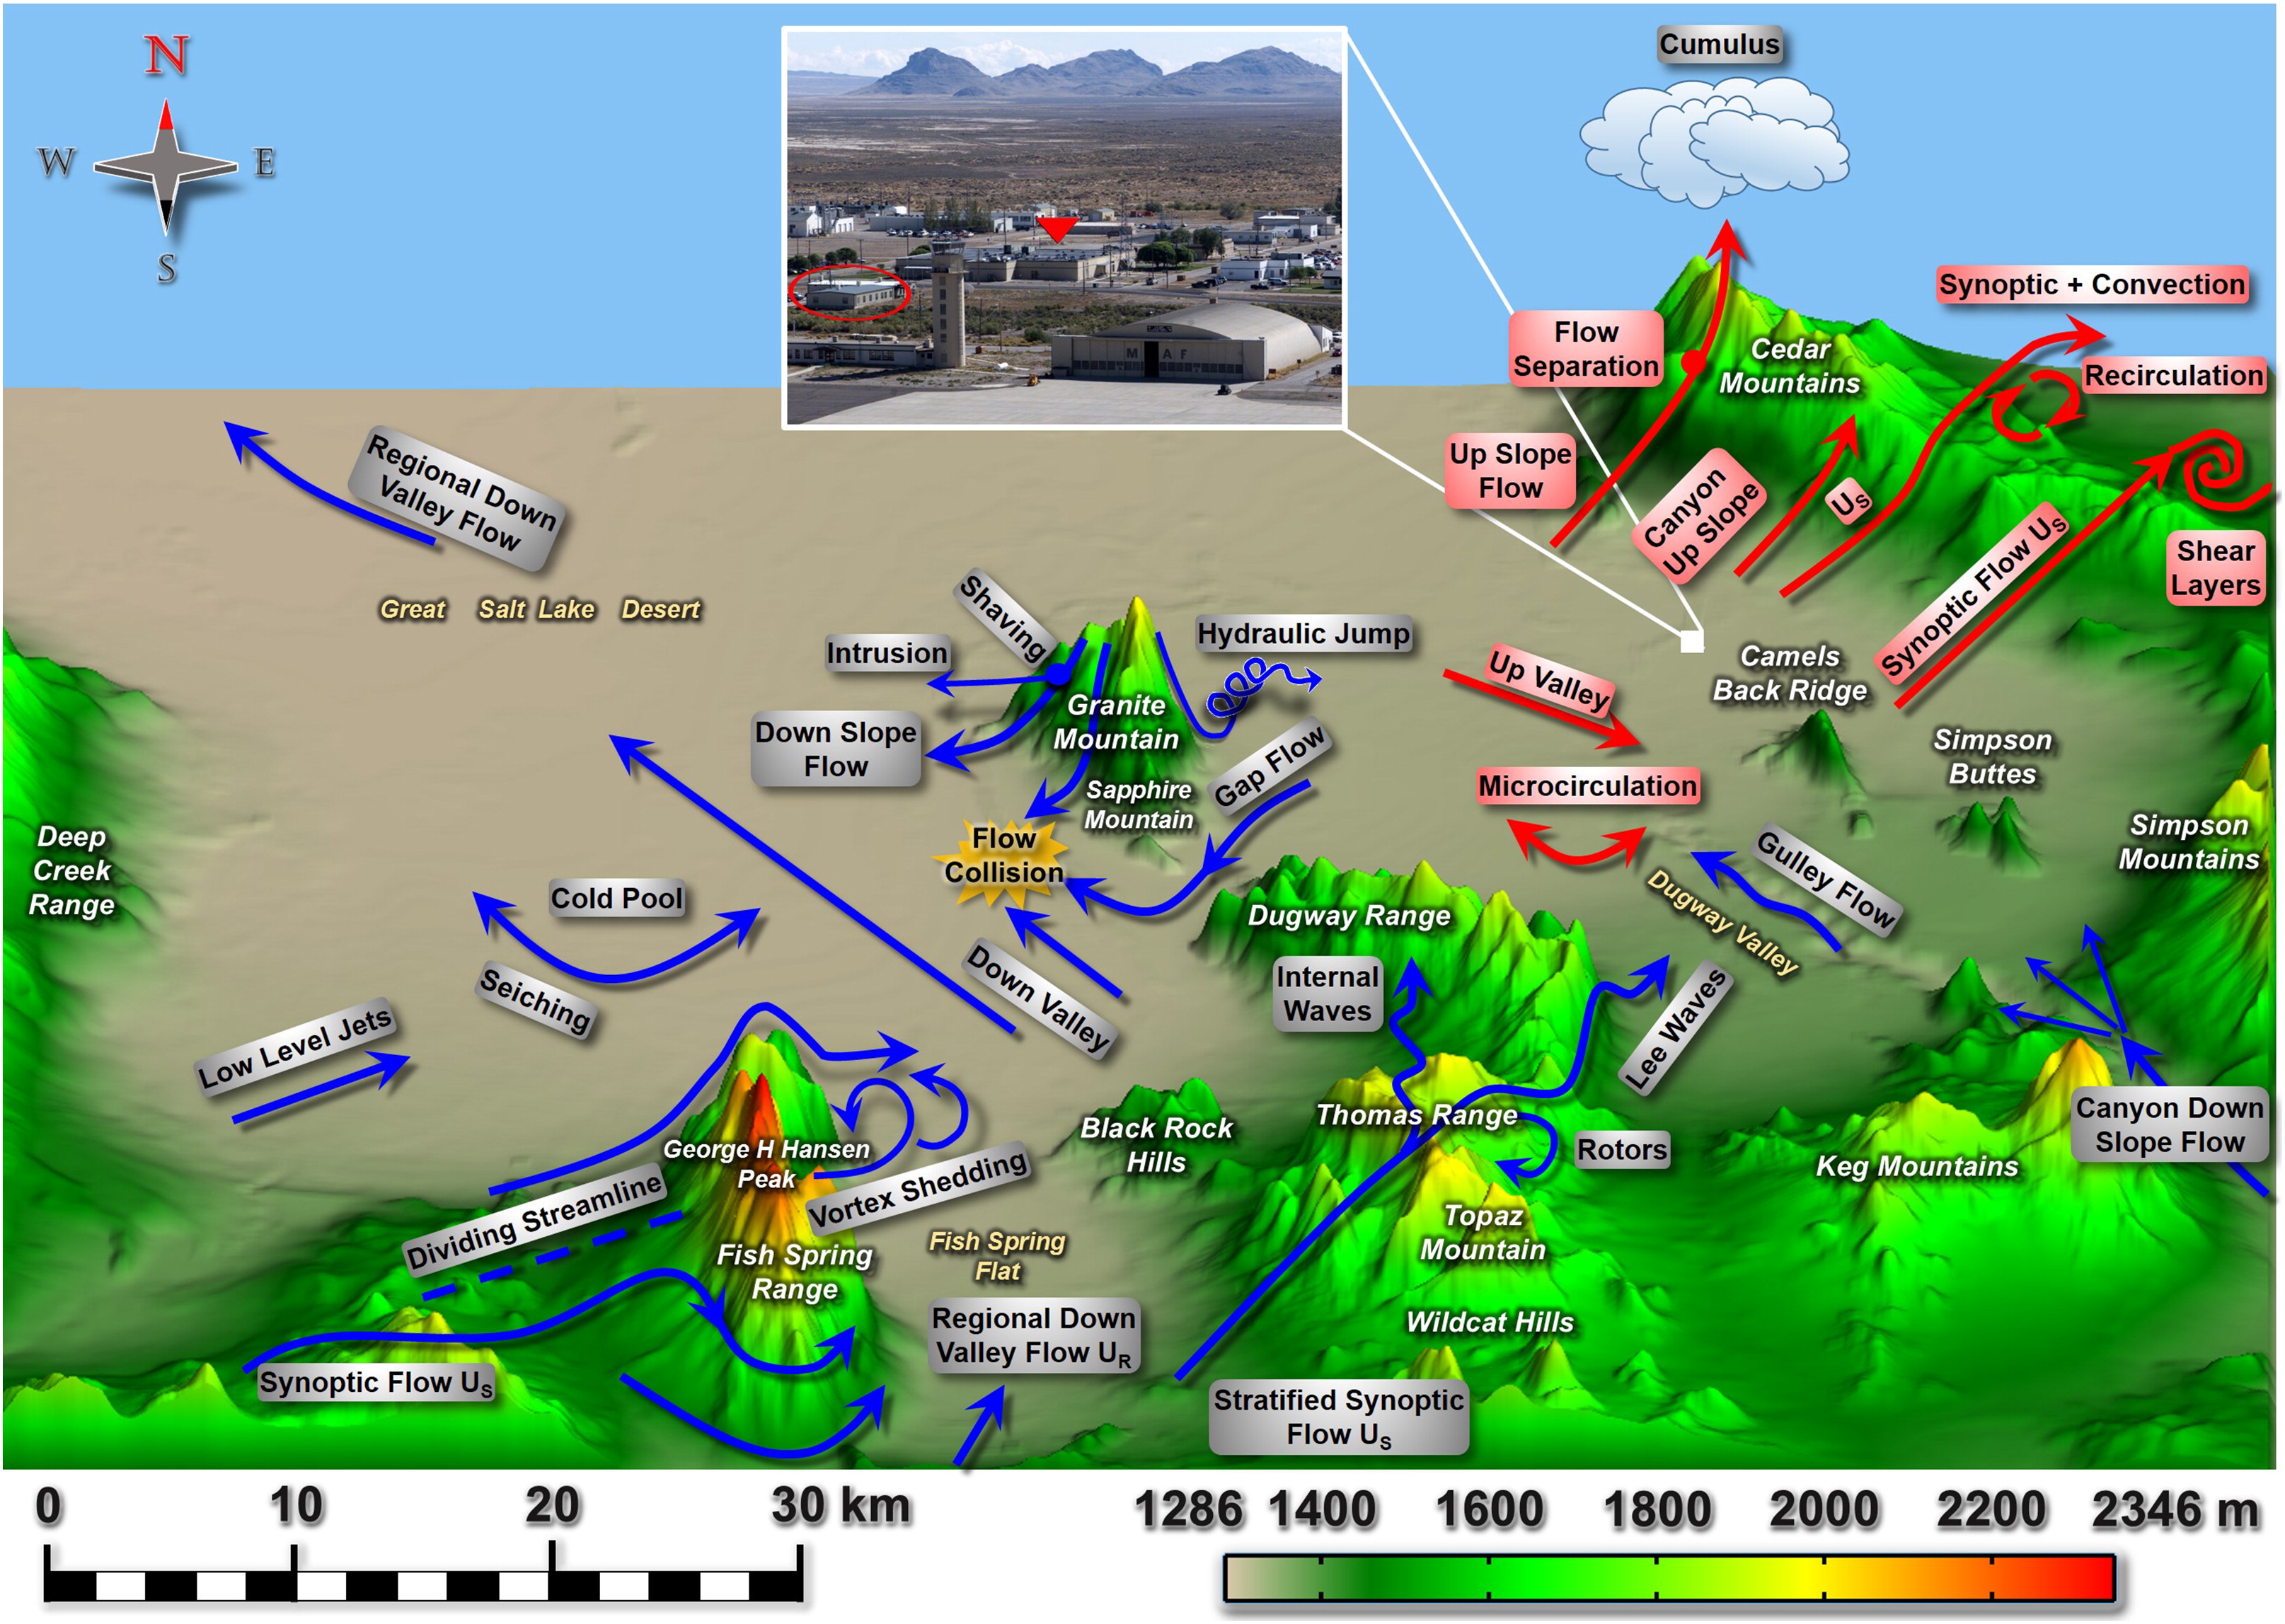 N
W
E
S
Cumulus
Synoptic + Convection
Flow
Separation
Cedar
Mountains
Recirculation
M A F
Regional Down
Valley Flow
Up Slope
Flow
Canyon
Up Slope
Us
Synoptic Flow Us
Shear
Layers
Great Salt Lake Desert
Shaving
Intrusion
Hydraulic Jump
Granite
Mountain
Down Slope
Flow
Sapphire
Mountain
Gap Flow
Up Valley
Camels
Back Ridge
Microcirculation
Simpson
Buttes
Simpson
Mountains
Deep
Creek
Range
Flow
Collision
Cold Pool
Seiching
Down Valley
Dugway Range
Gulley Flow
Dugway Valley
Internal
Waves
Lee Waves
Low Level Jets
George H Hansen
Peak
Black Rock
Hills
Thomas Range
Rotors
Canyon Down
Slope Flow
Keg Mountains
Dividing Streamline
Vortex Shedding
Fish Spring
Range
Fish Spring
Flat
Topaz
Mountain
Wildcat Hills
Regional Down
Valley Flow UR
Synoptic Flow Us
Stratified Synoptic
Flow Us
0 10 20 30 km
1286 1400 1600 1800 2000 2200 2346 m